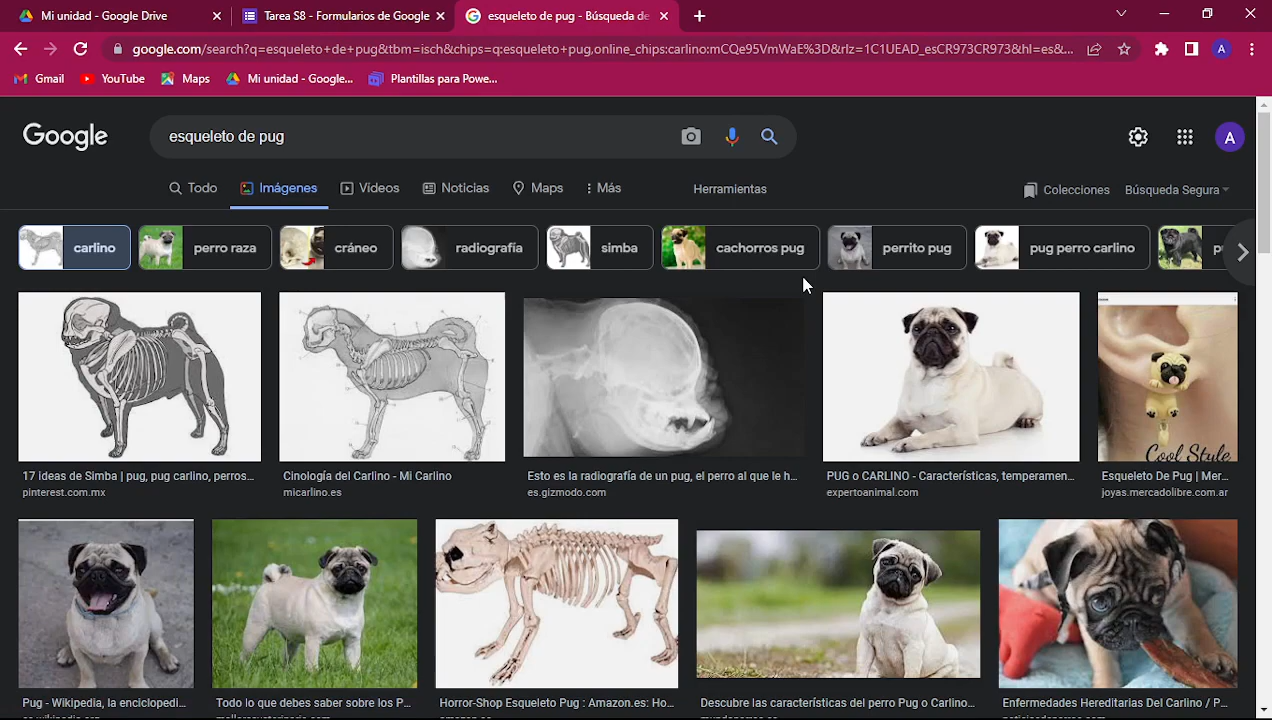 Mi unidad - Google Drive
Tarea S8 - Formularios de Google
esqueleto de pug - Búsqueda de
google.com/search?q=esqueleto+de+pug&tbm=isch&chips=q:esqueleto+pug,online_chips:carlino:mCQe95VmWaE%3D&rlz=1C1UEAD_esCR973CR973&hl=es&...
A
Gmail
YouTube
Maps
Mi unidad - Google...
Plantillas para Powe...
Google
esqueleto de pug
A
Todo
Imágenes
Videos
Noticias
Maps
Más
Herramientas
Colecciones
Búsqueda Segura
carlino
perro raza
cráneo
radiografía
simba
cachorros pug
perrito pug
pug perro carlino
Cool Style
17 ideas de Simba | pug, pug carlino, perros...
pinterest.com.mx
Cinología del Carlino - Mi Carlino
micarlino.es
Esto es la radiografía de un pug, el perro al que le h...
es.gizmodo.com
PUG o CARLINO - Características, temperamen...
expertoanimal.com
Esqueleto De Pug | Mer...
joyas.mercadolibre.com.ar
Pug - Wikipedia, la enciclopedi...
Todo lo que debes saber sobre los P...
Horror-Shop Esqueleto Pug : Amazon.es: Ho...
Descubre las características del perro Pug o Carlino...
Enfermedades Hereditarias Del Carlino / P...